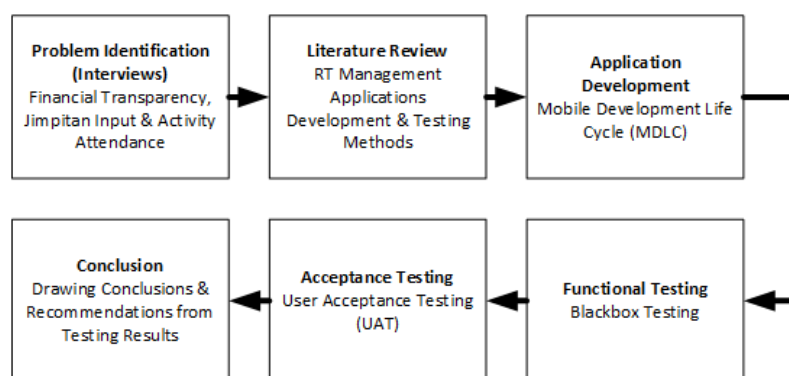 Problem Identification
(Interviews)
Financial Transparency,
Jimpitan Input & Activity
Attendance
Literature Review
RT Management
Applications
Development & Testing
Methods
Application
Development
Mobile Development Life
Cycle (MDLC)
Functional Testing
Blackbox Testing
Acceptance Testing
User Acceptance Testing
(UAT)
Conclusion
Drawing Conclusions &
Recommendations from
Testing Results